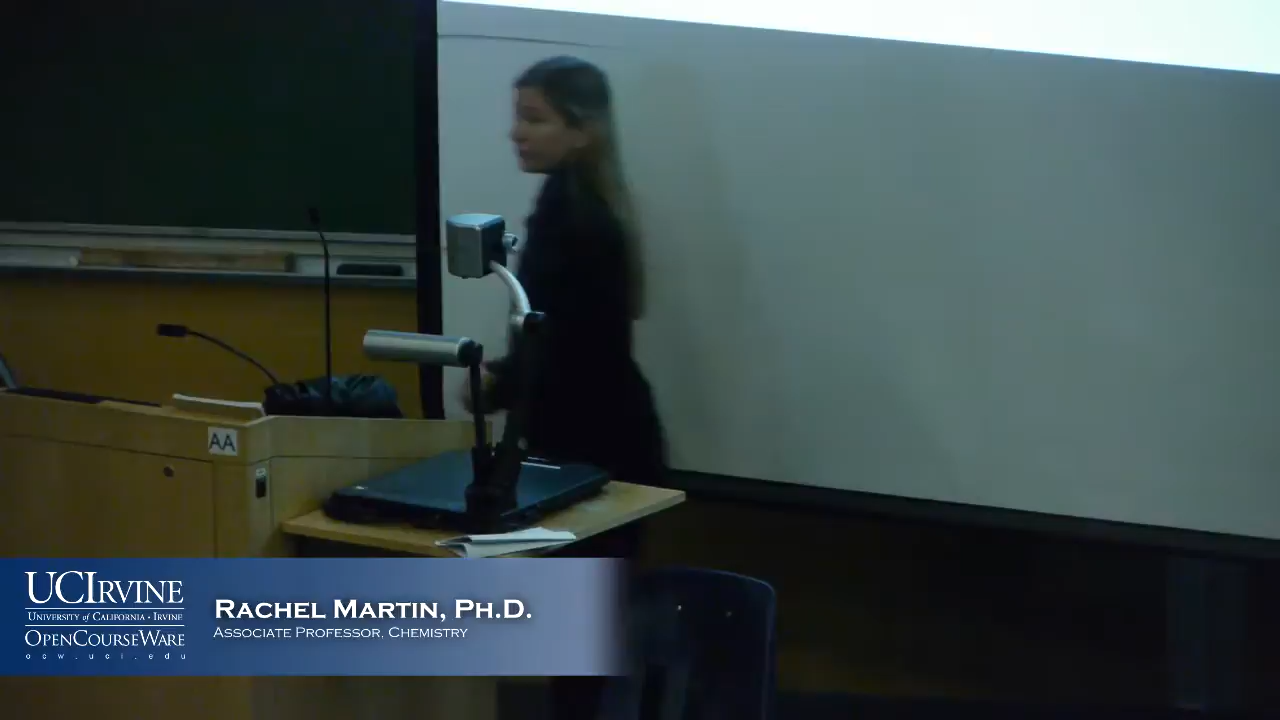 AA
UCIRVINE
UNIVERSITY of CALIFORNIA • IRVINE
OPENCOURSEWARE
ocw.uci.edu
RACHEL MARTIN, PH.D.
ASSOCIATE PROFESSOR, CHEMISTRY